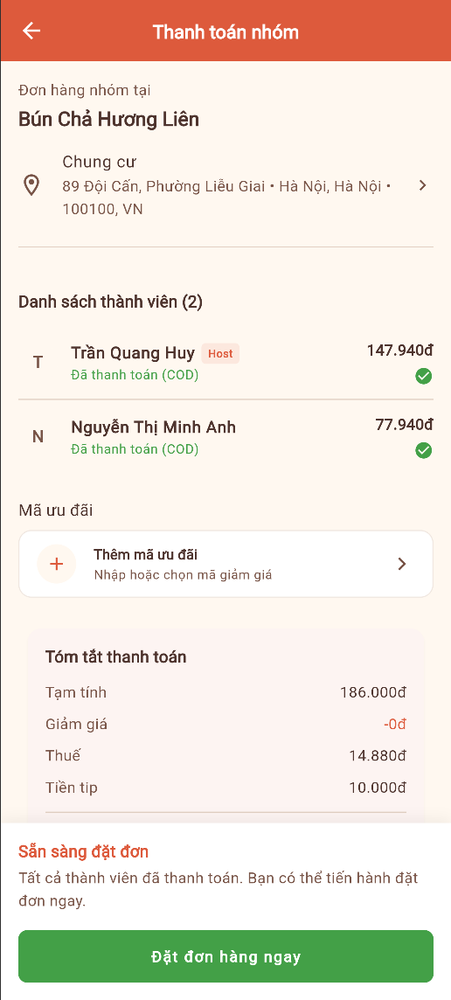 Thanh toán nhóm
Đơn hàng nhóm tại
Bún Chả Hương Liên
Chung cư
89 Đội Cấn, Phường Liễu Giai • Hà Nội, Hà Nội •
100100, VN
Danh sách thành viên (2)
T
Trần Quang Huy Host 147.940đ
Đã thanh toán (COD)
N
Nguyễn Thị Minh Anh 77.940đ
Đã thanh toán (COD)
Mã ưu đãi
Thêm mã ưu đãi
Nhập hoặc chọn mã giảm giá
Tóm tắt thanh toán
Tạm tính 186.000đ
Giảm giá -0đ
Thuế 14.880đ
Tiền tip 10.000đ
Sẵn sàng đặt đơn
Tất cả thành viên đã thanh toán. Bạn có thể tiến hành đặt
đơn ngay.
Đặt đơn hàng ngay